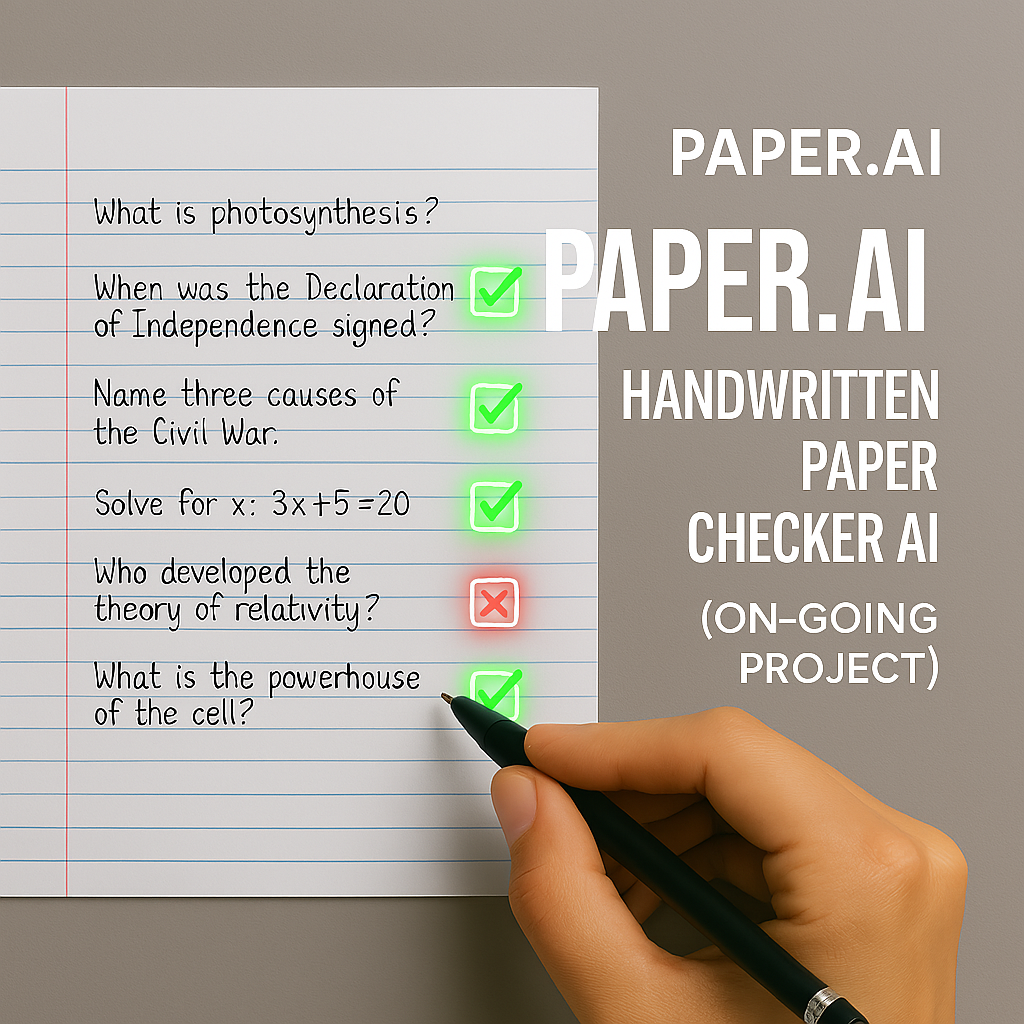 What is photosynthesis?
When was the Declaration
of Independence signed?
Name three causes of
the Civil War.
Solve for x: 3x+5=20
Who developed the
theory of relativity?
What is the powerhouse
of the cell?
PAPER.AI
PAPER.AI
HANDWRITTEN
PAPER
CHECKER AI
(ON-GOING
PROJECT)